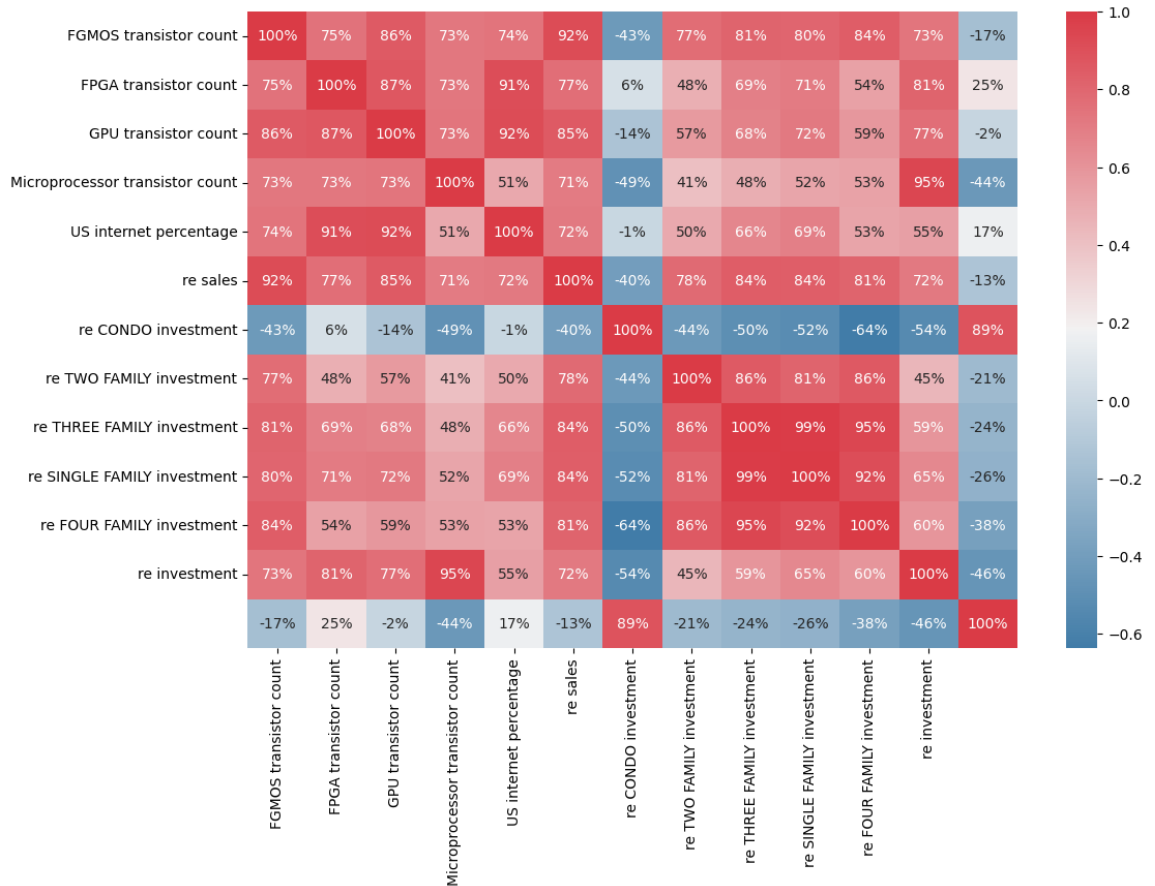 FGMOS transistor count 100% 75% 86% 73% 74% 92% -43% 77% 81% 80% 84% 73% -17%
FPGA transistor count 75% 100% 87% 73% 91% 77% 6% 48% 69% 71% 54% 81% 25%
GPU transistor count 86% 87% 100% 73% 92% 85% -14% 57% 68% 72% 59% 77% -2%
Microprocessor transistor count 73% 73% 73% 100% 51% 71% -49% 41% 48% 52% 53% 95% -44%
US internet percentage 74% 91% 92% 51% 100% 72% -1% 50% 66% 69% 53% 55% 17%
re sales 92% 77% 85% 71% 72% 100% -40% 78% 84% 84% 81% 72% -13%
re CONDO investment -43% 6% -14% -49% -1% -40% 100% -44% -50% -52% -64% -54% 89%
re TWO FAMILY investment 77% 48% 57% 41% 50% 78% -44% 100% 86% 81% 86% 45% -21%
re THREE FAMILY investment 81% 69% 68% 48% 66% 84% -50% 86% 100% 99% 95% 59% -24%
re SINGLE FAMILY investment 80% 71% 72% 52% 69% 84% -52% 81% 99% 100% 92% 65% -26%
re FOUR FAMILY investment 84% 54% 59% 53% 53% 81% -64% 86% 95% 92% 100% 60% -38%
re investment 73% 81% 77% 95% 55% 72% -54% 45% 59% 65% 60% 100% -46%
-17% 25% -2% -44% 17% -13% 89% -21% -24% -26% -38% -46% 100%
FGMOS transistor count
FPGA transistor count
GPU transistor count
Microprocessor transistor count
US internet percentage
re sales
re CONDO investment
re TWO FAMILY investment
re THREE FAMILY investment
re SINGLE FAMILY investment
re FOUR FAMILY investment
re investment
1.0
0.8
0.6
0.4
0.2
0.0
−0.2
−0.4
−0.6